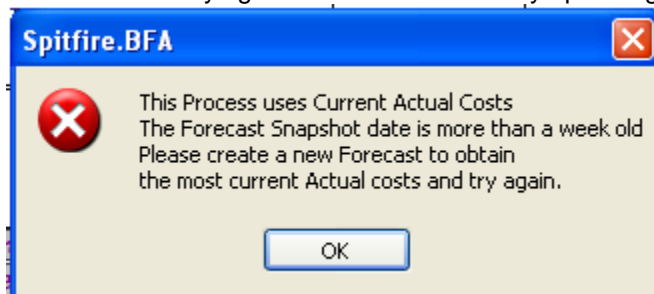 Spitfire.BFA
This Process uses Current Actual Costs
The Forecast Snapshot date is more than a week old
Please create a new Forecast to obtain
the most current Actual costs and try again.
OK